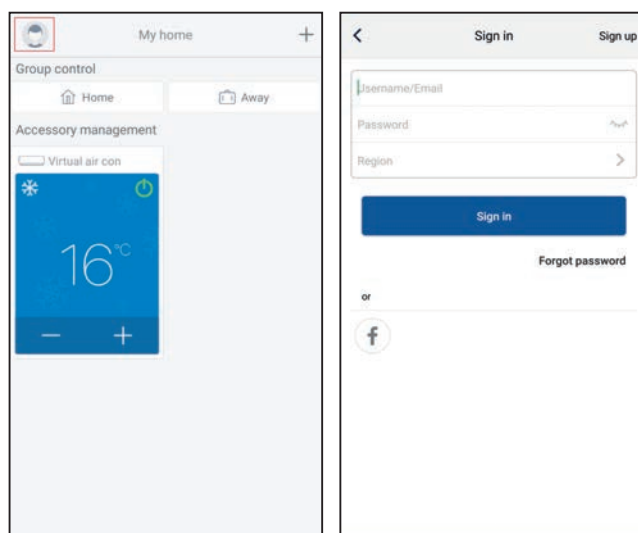 My home
+
Group control
Home
Away
Accessory management
Virtual air con
16°C
− +
Sign in
Sign up
Username/Email
Password
Region
Sign in
Forgot password
or
f